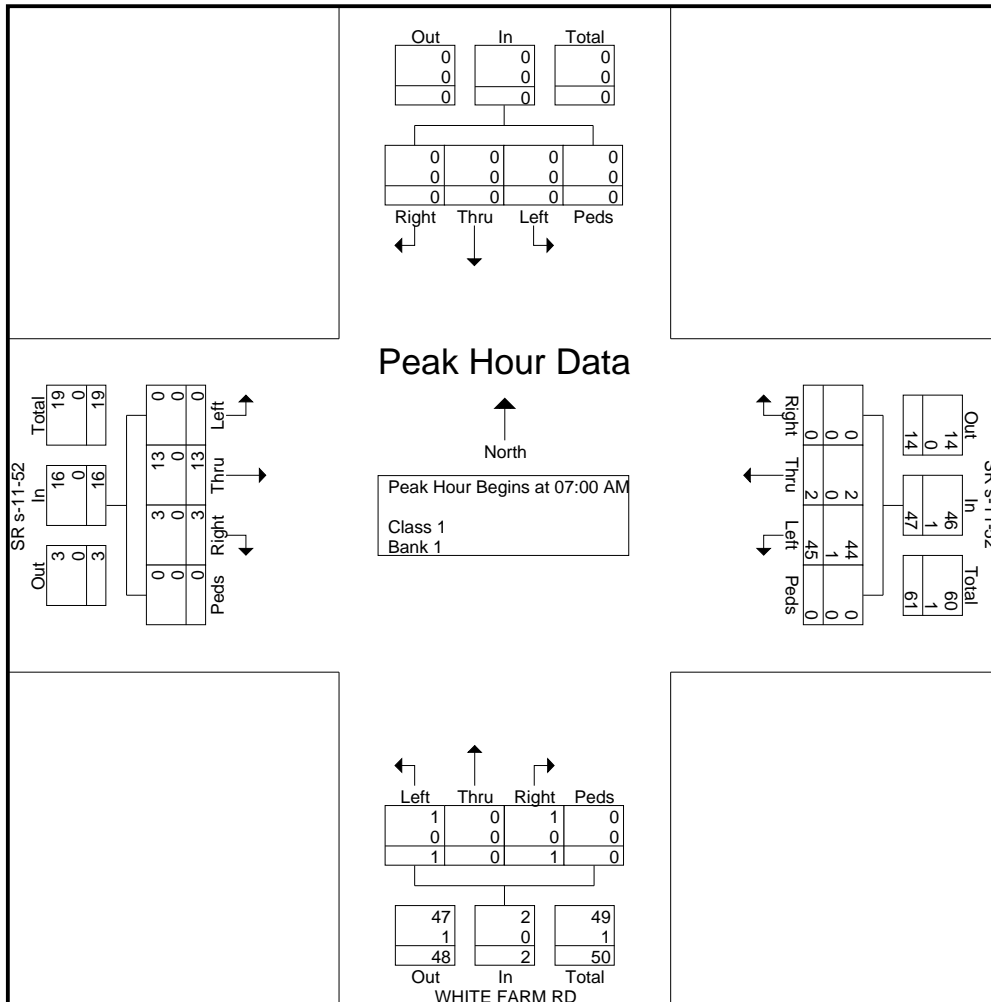 Out In Total
0 0 0
0 0 0
0 0 0
0 0 0 0
0 0 0 0
0 0 0 0
Right Thru Left Peds
Peak Hour Data
North
Peak Hour Begins at 07:00 AM
Class 1
Bank 1
SR s-11-52
Total In Out
19 16 3
0 0 0
19 16 3
Left Thru Right Peds
0 13 3 0
0 0 0 0
0 13 3 0
SR s-11-52
Out In Total
14 46 60
0 1 1
14 47 61
Right Thru Left Peds
0 2 44 0
0 0 1 0
0 2 45 0
Left Thru Right Peds
1 0 1 0
0 0 0 0
1 0 1 0
47 2 49
1 0 1
48 2 50
Out In Total
WHITE FARM RD